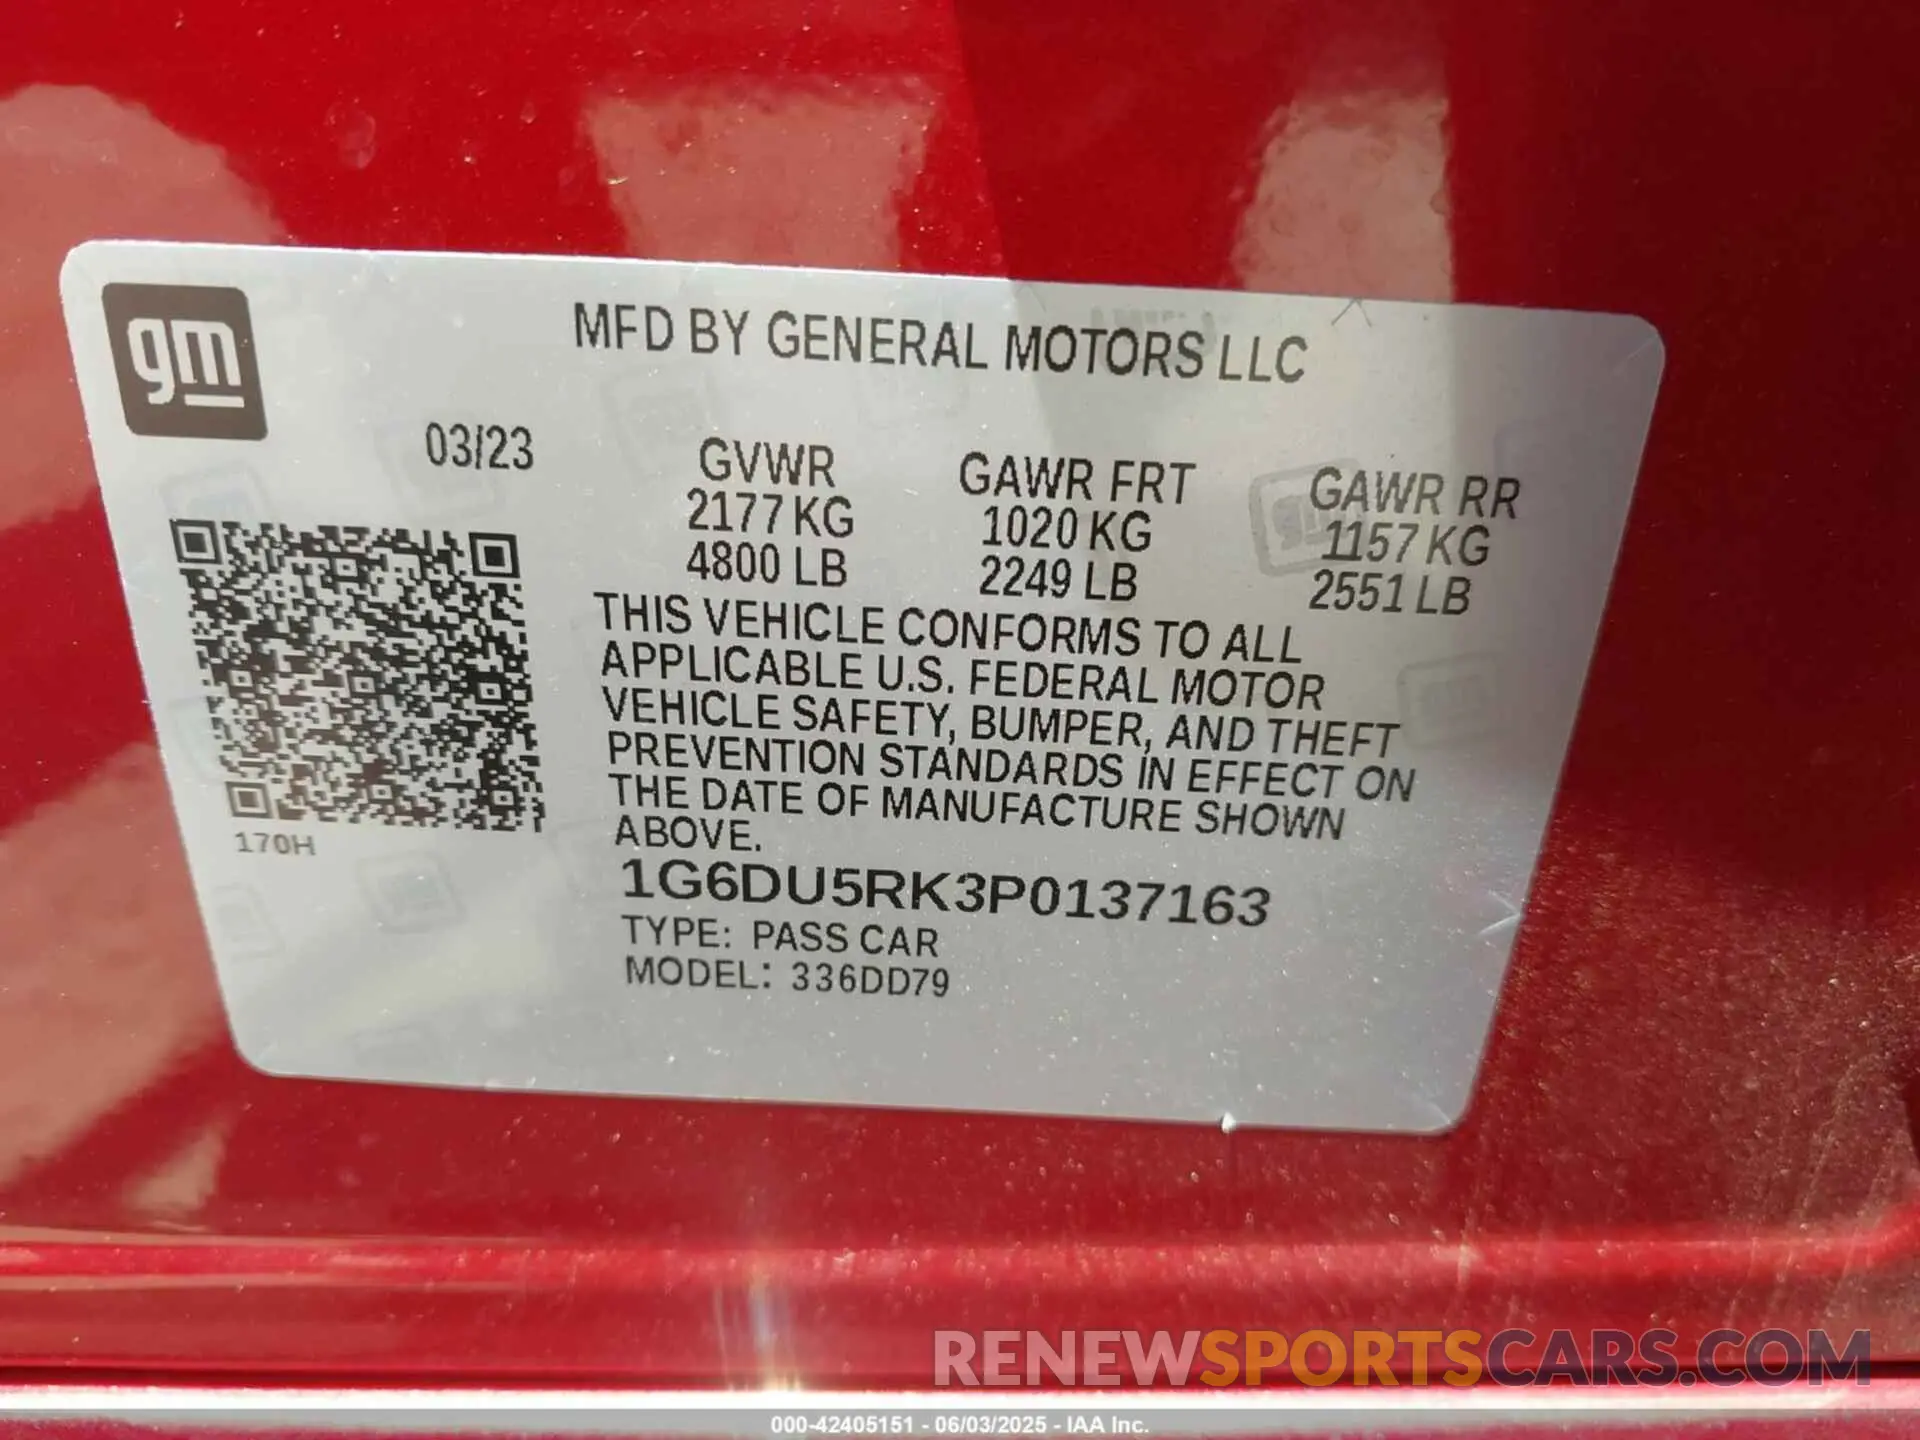 gm
MFD BY GENERAL MOTORS LLC
03/23
GVWR
2177 KG
4800 LB
GAWR FRT
1020 KG
2249 LB
GAWR RR
1157 KG
2551 LB
THIS VEHICLE CONFORMS TO ALL
APPLICABLE U.S. FEDERAL MOTOR
VEHICLE SAFETY, BUMPER, AND THEFT
PREVENTION STANDARDS IN EFFECT ON
THE DATE OF MANUFACTURE SHOWN
ABOVE.
170H
1G6DU5RK3P0137163
TYPE: PASS CAR
MODEL: 336DD79
RENEWSPORTSCARS.COM
000-42405151 - 06/03/2025 - IAA Inc.